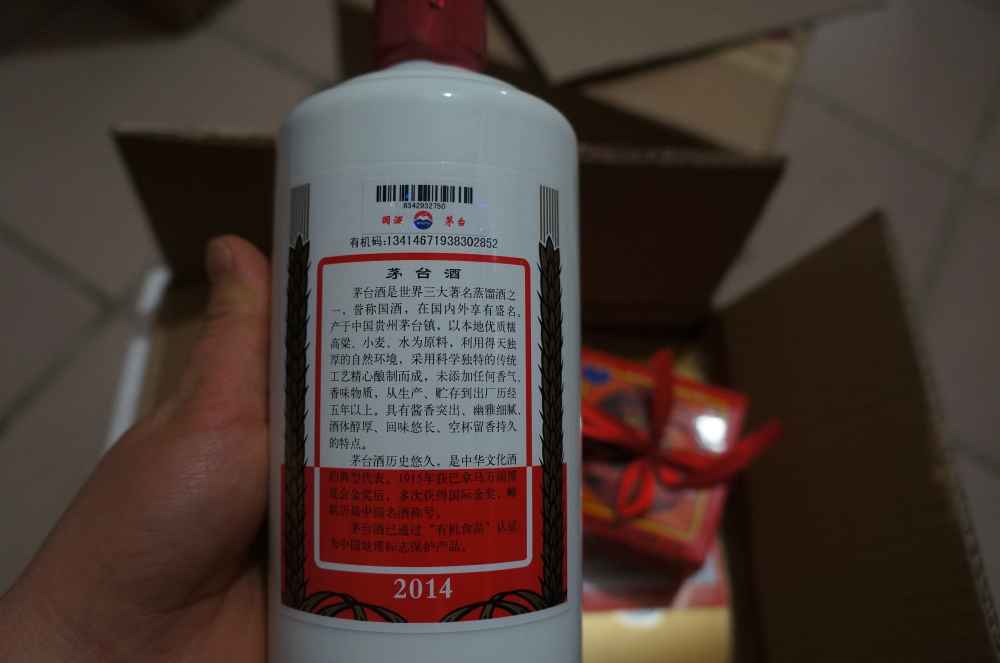 8342932750
国酒 茅台
有机码:13414671938302852
茅台酒
茅台酒是世界三大著名蒸馏酒之
一，誉称国酒，在国内外享有盛名。
产于中国贵州茅台镇，以本地优质糯
高粱、小麦、水为原料，利用得天独
厚的自然环境，采用科学独特的传统
工艺精心酿制而成，未添加任何香气、
香味物质，从生产、贮存到出厂历经
五年以上，具有酱香突出、幽雅细腻、
酒体醇厚、回味悠长、空杯留香持久
的特点。
茅台酒历史悠久，是中华文化酒
的典型代表，1915年获巴拿马万国博
览会金奖后，多次获得国际金奖，蝉
联历届中国名酒称号。
茅台酒已通过“有机食品”认证，
为中国地理标志保护产品。
2014